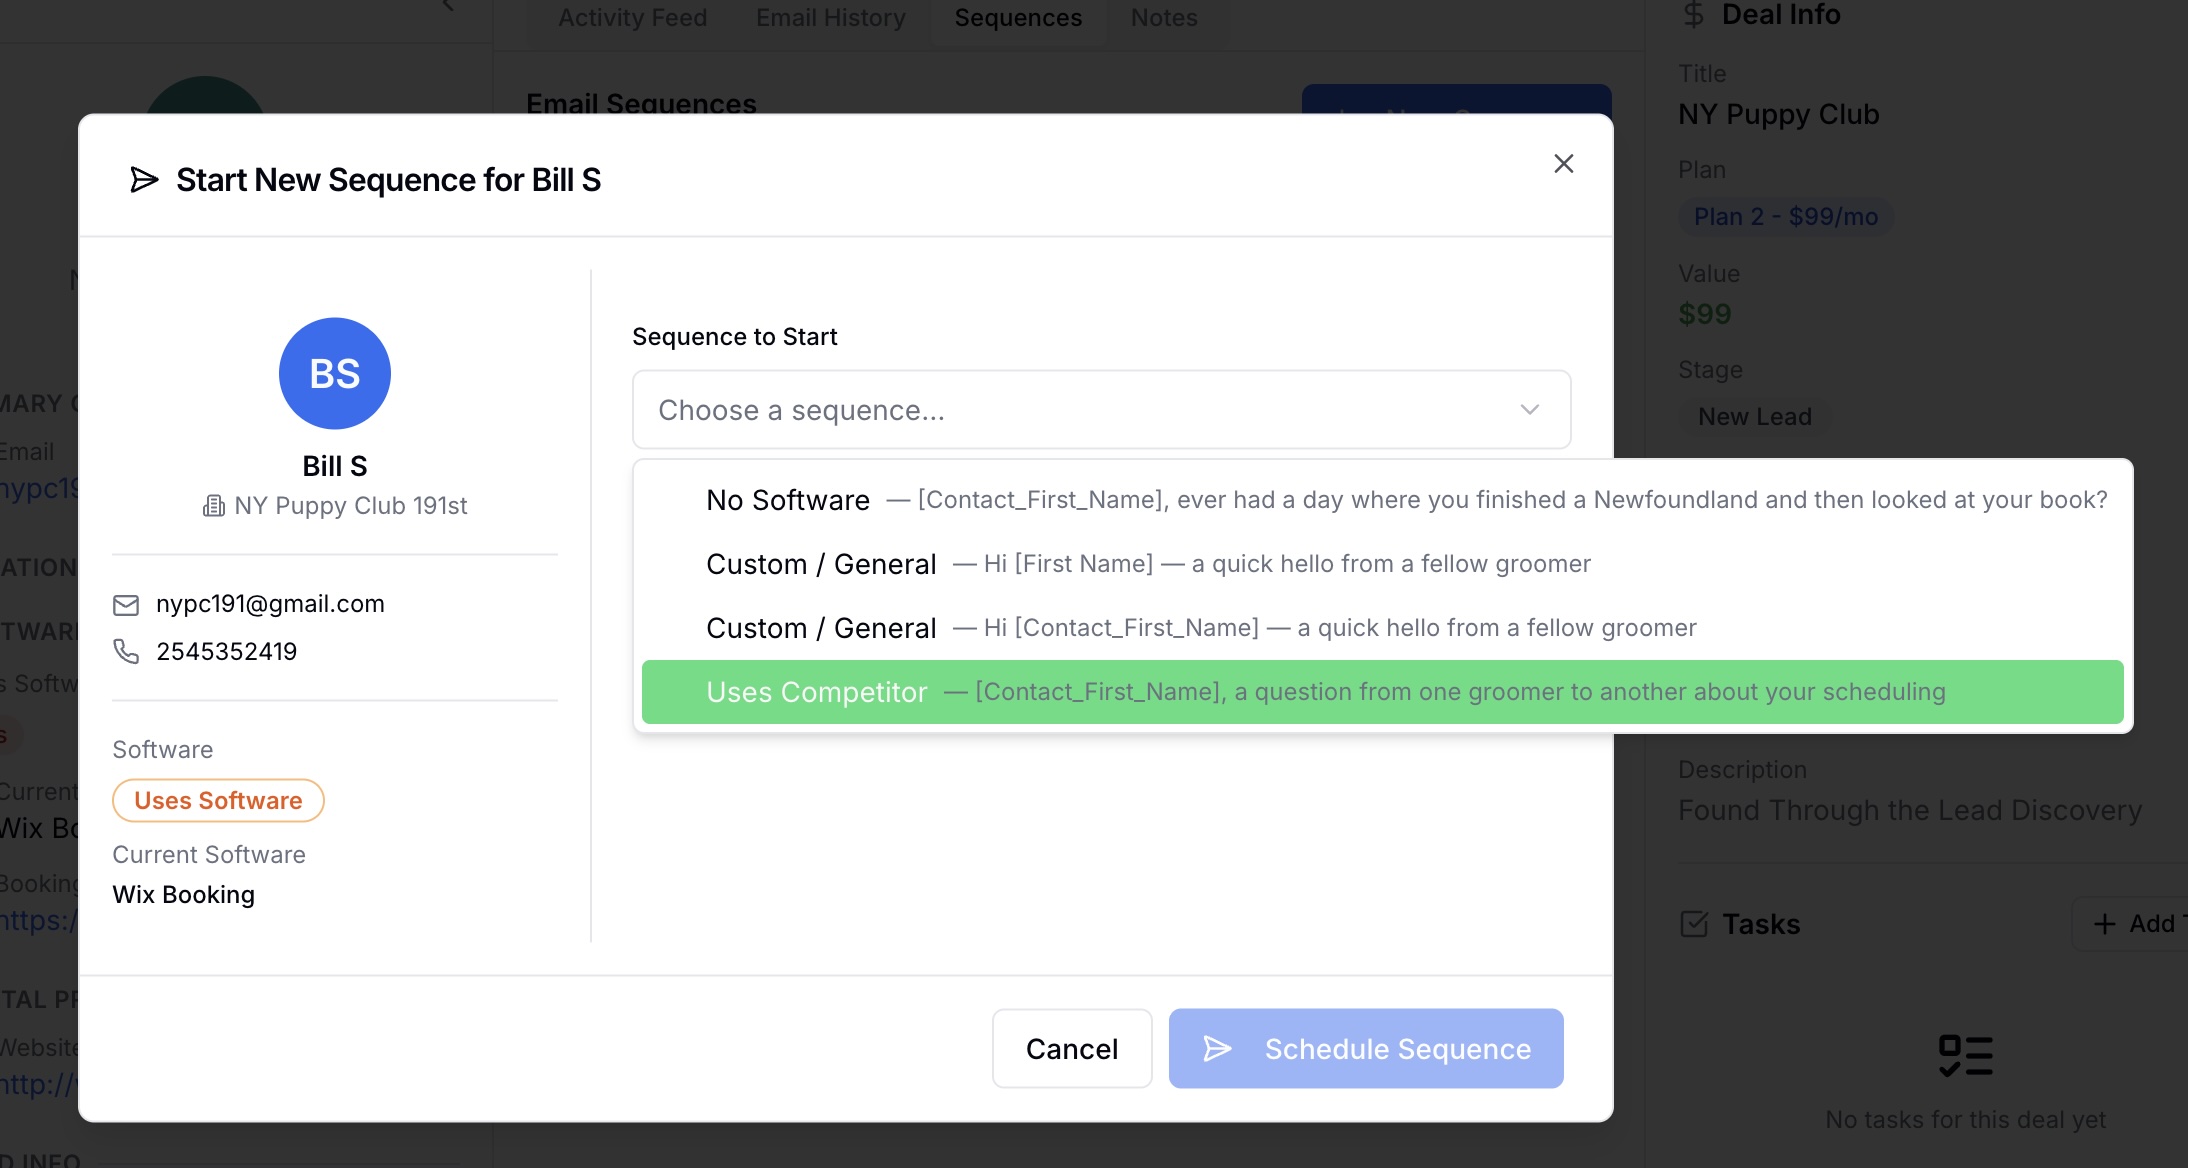 Activity Feed
Email History
Sequences
Notes
Email Sequences
Start New Sequence for Bill S
BS
Bill S
NY Puppy Club 191st
nypc191@gmail.com
2545352419
Software
Uses Software
Current Software
Wix Booking
Sequence to Start
Choose a sequence...
No Software — [Contact_First_Name], ever had a day where you finished a Newfoundland and then looked at your book?
Custom / General — Hi [First Name] — a quick hello from a fellow groomer
Custom / General — Hi [Contact_First_Name] — a quick hello from a fellow groomer
Uses Competitor — [Contact_First_Name], a question from one groomer to another about your scheduling
Cancel
Schedule Sequence
Email
Current
Booking
https:/
Website
http://
Deal Info
Title
NY Puppy Club
Plan
Plan 2 - $99/mo
Value
$99
Stage
New Lead
Description
Found Through the Lead Discovery
Tasks
Add
No tasks for this deal yet